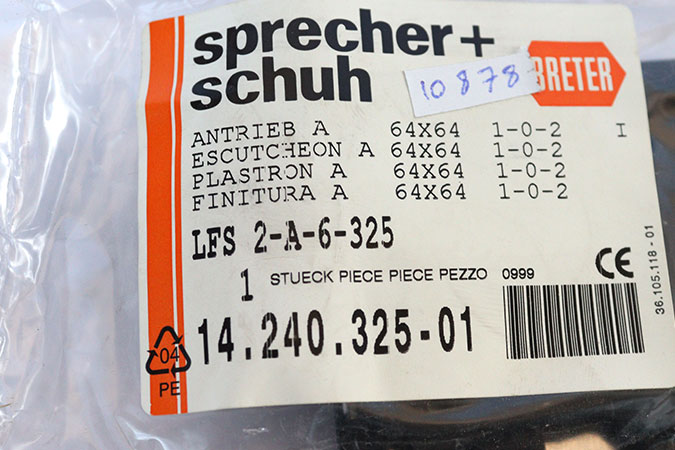 sprecher+
schuh
10878
BRETER
ANTRIEB A 64X64 1-0-2 I
ESCUTCHEON A 64X64 1-0-2
PLASTRON A 64X64 1-0-2
FINITURA A 64X64 1-0-2
LFS 2-A-6-325
1 STUECK PIECE PIECE PEZZO 0999
CE
14.240.325-01
36.105.118-01
04
PE